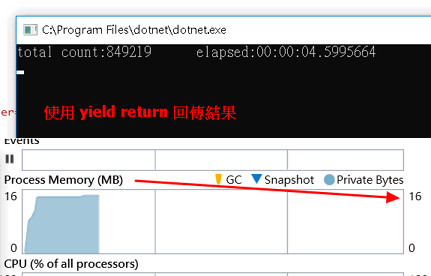 C:\Program Files\dotnet\dotnet.exe
total count:849219 elapsed:00:00:04.5995664
使用 yield return 回傳結果
Events
Process Memory (MB) GC Snapshot Private Bytes
16 16
0 0
CPU (% of all processors)